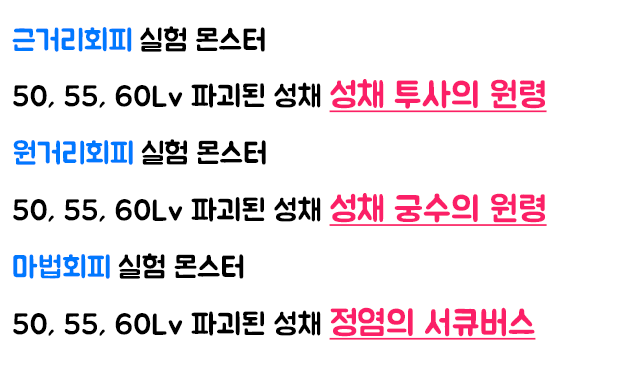 근거리회피 실험 몬스터
50, 55, 60Lv 파괴된 성채 성채 투사의 원령
원거리회피 실험 몬스터
50, 55, 60Lv 파괴된 성채 성채 궁수의 원령
마법회피 실험 몬스터
50, 55, 60Lv 파괴된 성채 정염의 서큐버스